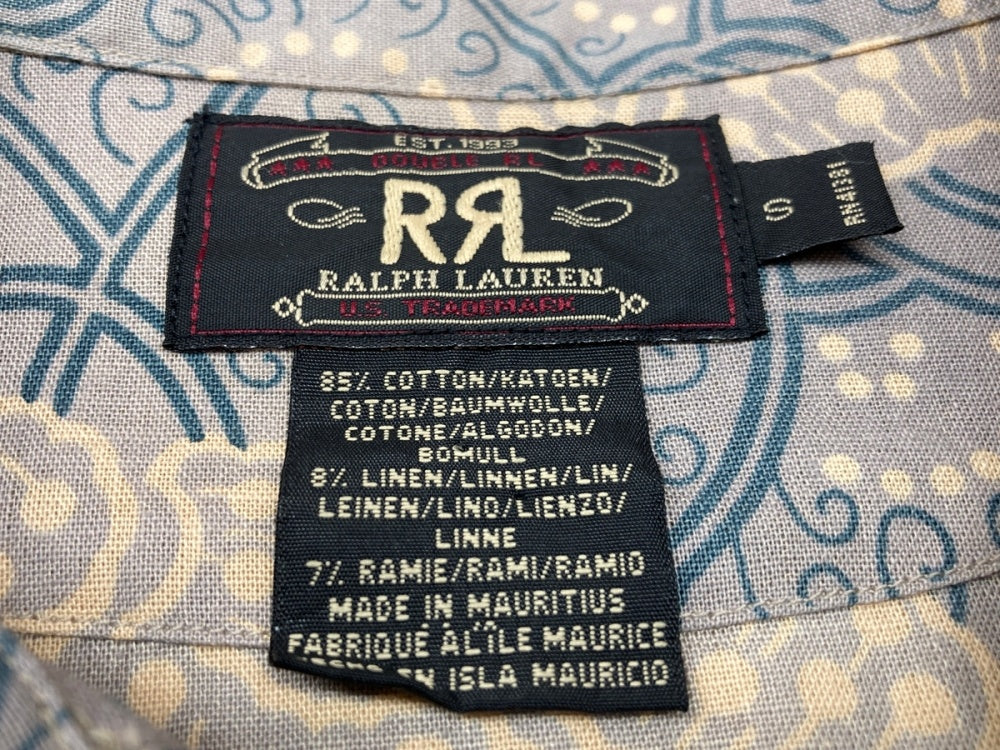 EST. 1993
*** DOUBLE RL ***
RRL
RALPH LAUREN
U.S. TRADEMARK
RN41381
85% COTTON/KATOEN/
COTON/BAUMWOLLE/
COTONE/ALGODON/
BOMULL
8% LINEN/LINNEN/LIN/
LEINEN/LINO/LIENZO/
LINNE
7% RAMIE/RAMI/RAMIO
MADE IN MAURITIUS
FABRIQUÉ A L'ÎLE MAURICE
EN ISLA MAURICIO